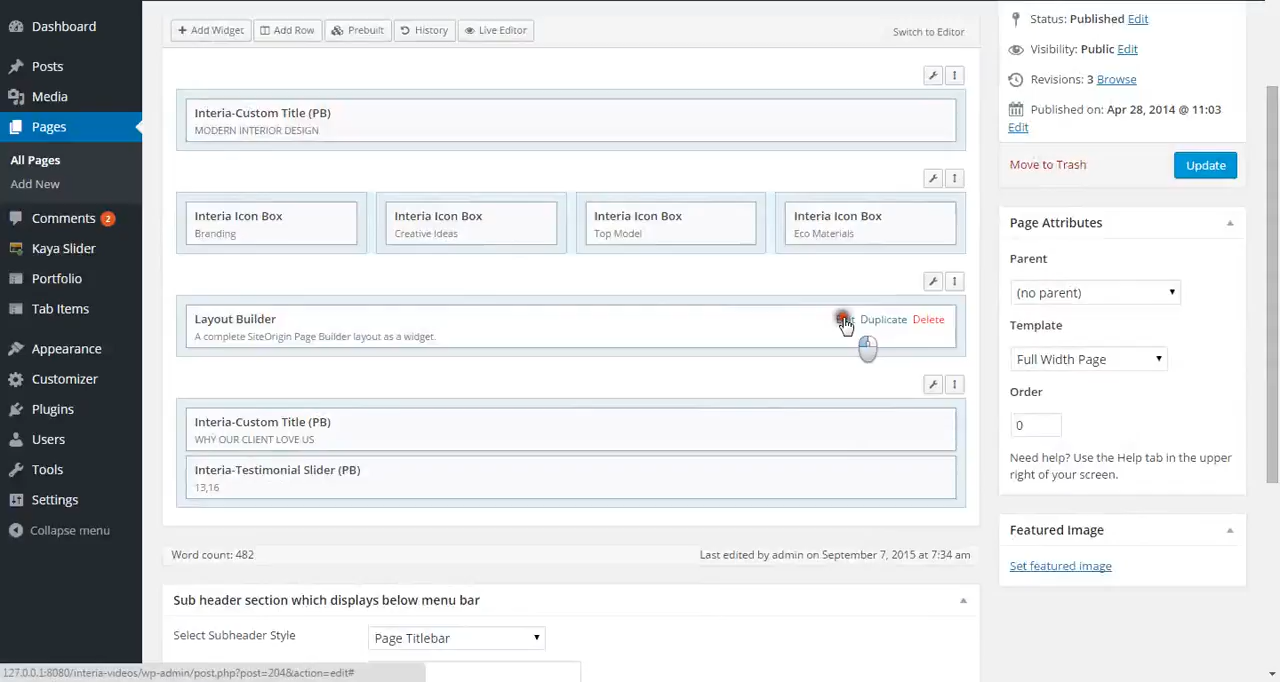 Dashboard
Posts
Media
Pages
All Pages
Add New
Comments 2
Kaya Slider
Portfolio
Tab Items
Appearance
Customizer
Plugins
Users
Tools
Settings
Collapse menu
Add Widget Add Row Prebuilt History Live Editor Switch to Editor
Interia-Custom Title (PB)
MODERN INTERIOR DESIGN
Interia Icon Box
Branding
Interia Icon Box
Creative Ideas
Interia Icon Box
Top Model
Interia Icon Box
Eco Materials
Layout Builder
A complete SiteOrigin Page Builder layout as a widget.
Duplicate Delete
Interia-Custom Title (PB)
WHY OUR CLIENT LOVE US
Interia-Testimonial Slider (PB)
13,16
Word count: 482 Last edited by admin on September 7, 2015 at 7:34 am
Sub header section which displays below menu bar
Select Subheader Style Page Titlebar
Status: Published Edit
Visibility: Public Edit
Revisions: 3 Browse
Published on: Apr 28, 2014 @ 11:03
Edit
Move to Trash Update
Page Attributes
Parent
(no parent)
Template
Full Width Page
Order
0
Need help? Use the Help tab in the upper
right of your screen.
Featured Image
Set featured image
127.0.0.1:8080/interia-videos/wp-admin/post.php?post=204&action=edit#